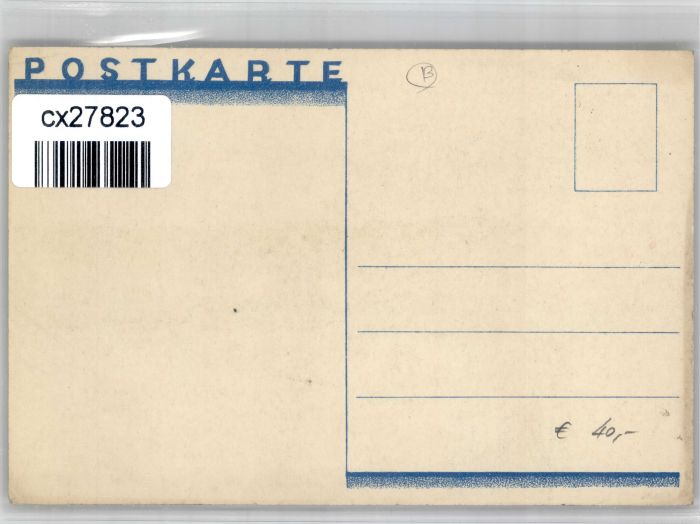 POSTKARTE
B
cx27823
€ 40,-